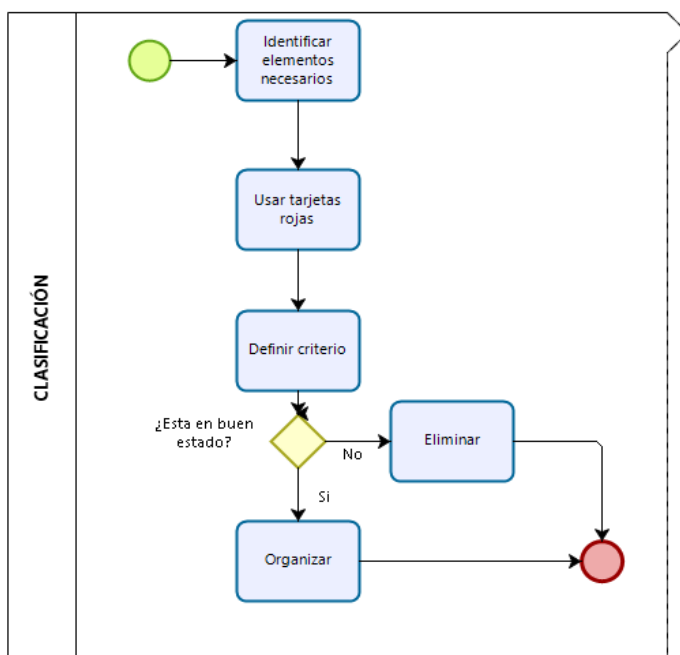 CLASIFICACIÓN
Identificar
elementos
necesarios
Usar tarjetas
rojas
Definir criterio
¿Esta en buen
estado?
No
Eliminar
Si
Organizar